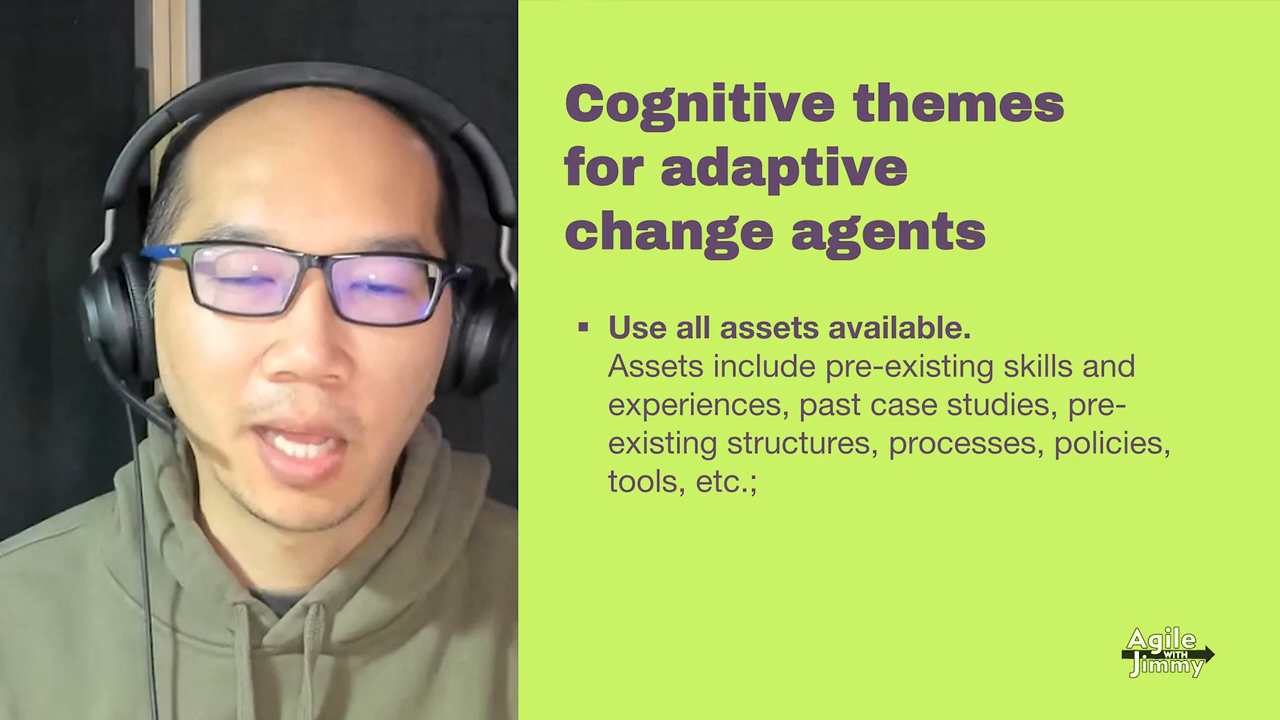 Cognitive themes
for adaptive
change agents
▪ Use all assets available.
Assets include pre-existing skills and
experiences, past case studies, pre-
existing structures, processes, policies,
tools, etc.;
Agile
WITH
Jimmy